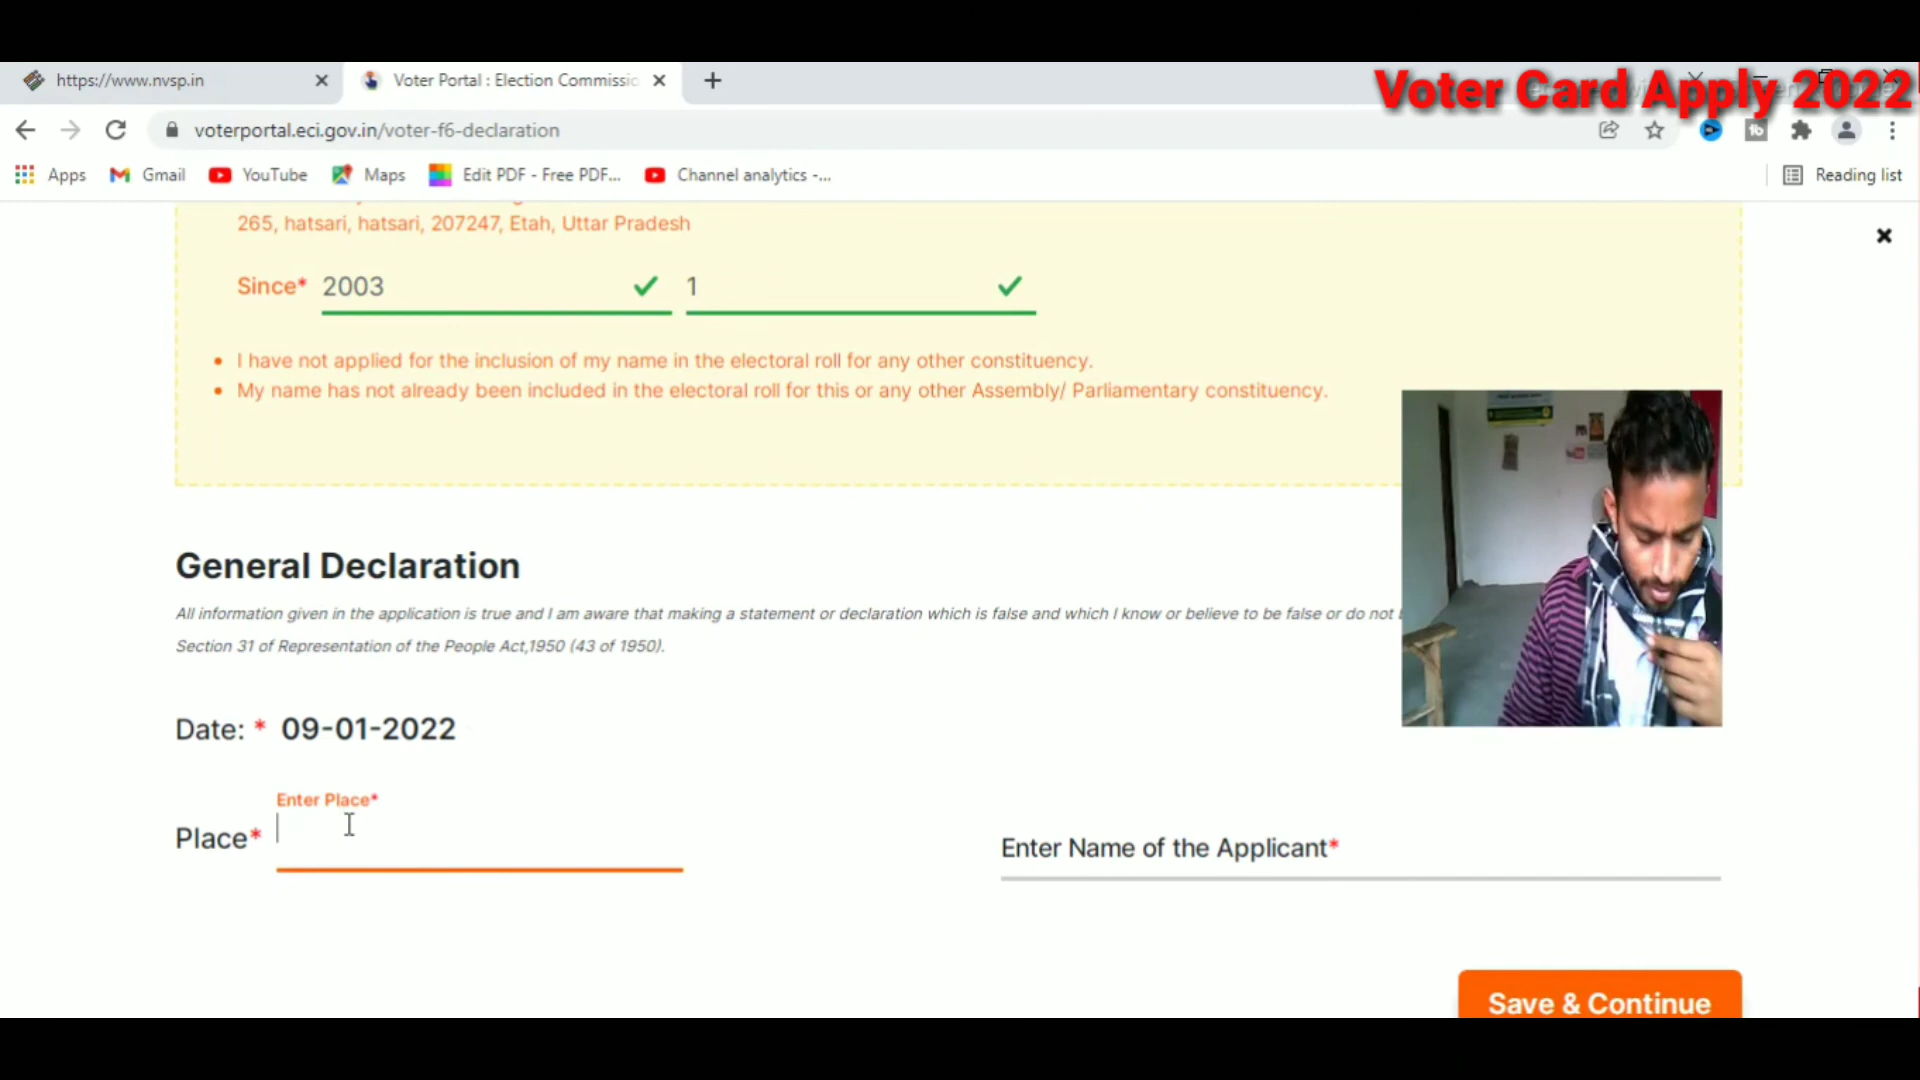 https://www.nvsp.in
Voter Portal : Election Commissio
Voter Card Apply 2022
voterportal.eci.gov.in/voter-f6-declaration
Apps Gmail YouTube Maps Edit PDF - Free PDF... Channel analytics -... Reading list
265, hatsari, hatsari, 207247, Etah, Uttar Pradesh
Since* 2003 1
I have not applied for the inclusion of my name in the electoral roll for any other constituency.
My name has not already been included in the electoral roll for this or any other Assembly/ Parliamentary constituency.
General Declaration
All information given in the application is true and I am aware that making a statement or declaration which is false and which I know or believe to be false or do not
Section 31 of Representation of the People Act,1950 (43 of 1950).
Date: * 09-01-2022
Enter Place*
Place*
Enter Name of the Applicant*
Save & Continue